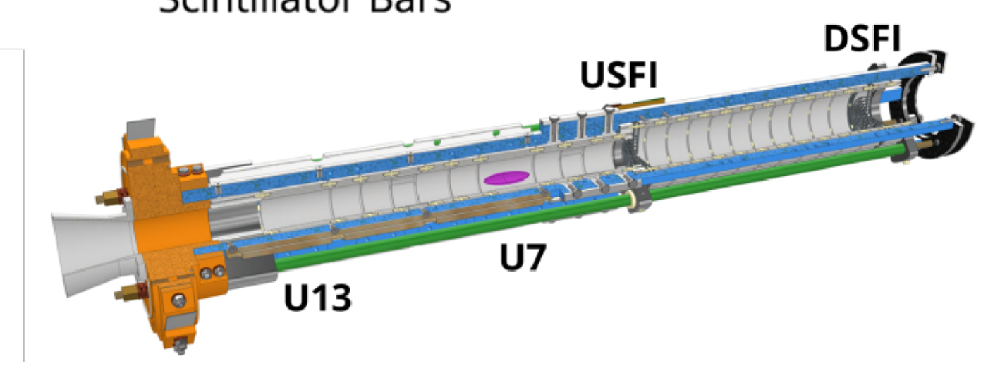 Scintillator Bars
DSFI
USFI
U7
U13